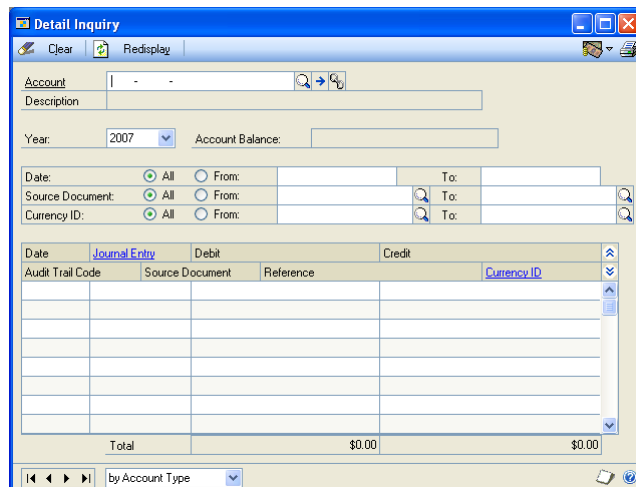 Detail Inquiry
Clear Redisplay
Account - -
Description
Year: 2007 Account Balance:
Date: All From: To:
Source Document: All From: To:
Currency ID: All From: To:
Date Journal Entry Debit Credit
Audit Trail Code Source Document Reference Currency ID
Total $0.00 $0.00
by Account Type